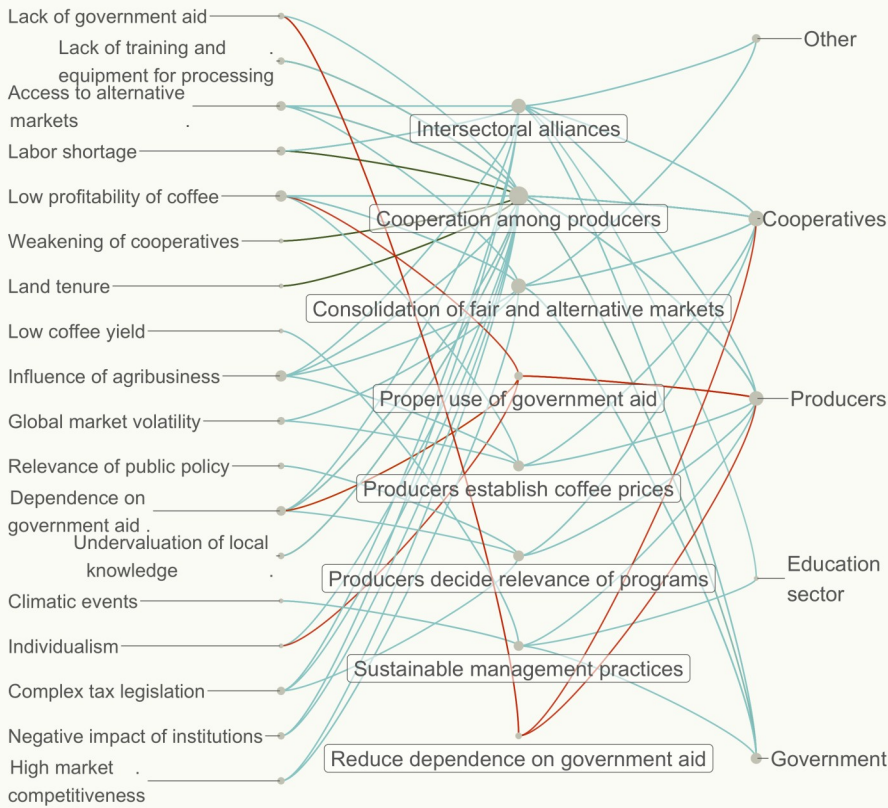 Lack of government aid
Lack of training and .
equipment for processing
Access to alternative
markets .
Labor shortage
Low profitability of coffee
Weakening of cooperatives
Land tenure
Low coffee yield
Influence of agribusiness
Global market volatility
Relevance of public policy
Dependence on
government aid .
Undervaluation of local
knowledge .
Climatic events
Individualism
Complex tax legislation
Negative impact of institutions
High market .
competitiveness
Intersectoral alliances
Cooperation among producers
Consolidation of fair and alternative markets
Proper use of government aid
Producers establish coffee prices
Producers decide relevance of programs
Sustainable management practices
Reduce dependence on government aid
Other
Cooperatives
Producers
Education
sector
Government